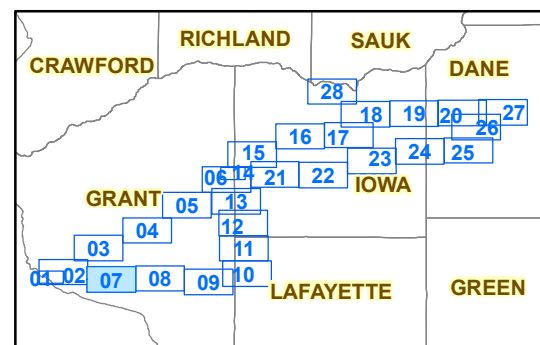 RICHLAND
SAUK
CRAWFORD
DANE
28
18 19 20 27
16 17 26
15 23 24 25
06 14 21 22
GRANT IOWA
05 13
04 12
03 11
01 02 07 08 09 10
LAFAYETTE GREEN